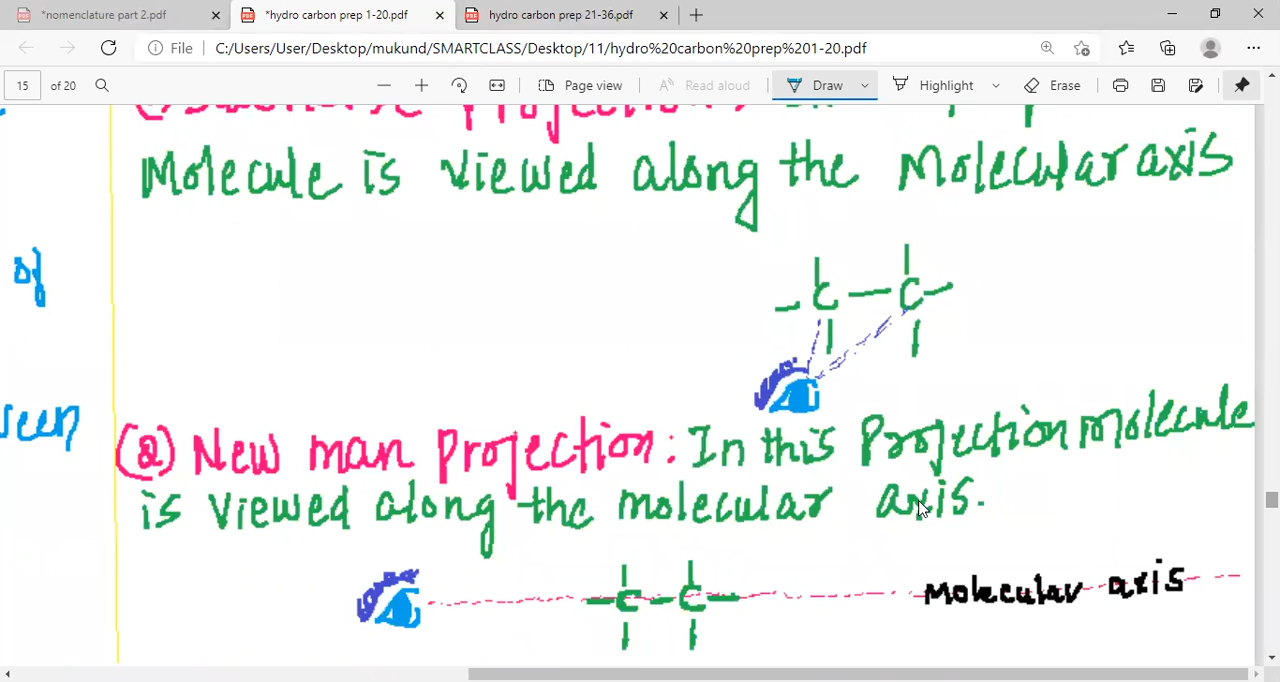 *nomenclature part 2.pdf
*hydro carbon prep 1-20.pdf
hydro carbon prep 21-36.pdf
File
C:/Users/User/Desktop/mukund/SMARTCLASS/Desktop/11/hydro%20carbon%20prep%201-20.pdf
15 of 20
Page view
Read aloud
Draw
Highlight
Erase
Projection
Molecule is viewed along the Molecular axis
of
C — C
seen
(2) New man projection: In this Projection molecule
is viewed along the molecular axis.
C — C
molecular axis